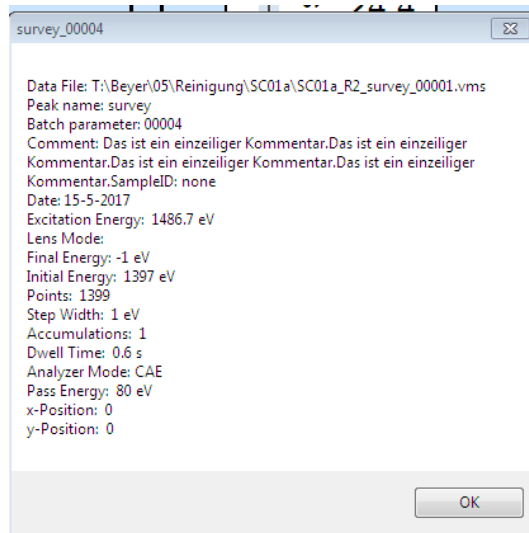 survey_00004
Data File: T:\Beyer\05\Reinigung\SC01a\SC01a_R2_survey_00001.vms
Peak name: survey
Batch parameter: 00004
Comment: Das ist ein einzeiliger Kommentar.Das ist ein einzeiliger
Kommentar.Das ist ein einzeiliger Kommentar.Das ist ein einzeiliger
Kommentar.SampleID: none
Date: 15-5-2017
Excitation Energy: 1486.7 eV
Lens Mode:
Final Energy: -1 eV
Initial Energy: 1397 eV
Points: 1399
Step Width: 1 eV
Accumulations: 1
Dwell Time: 0.6 s
Analyzer Mode: CAE
Pass Energy: 80 eV
x-Position: 0
y-Position: 0
OK